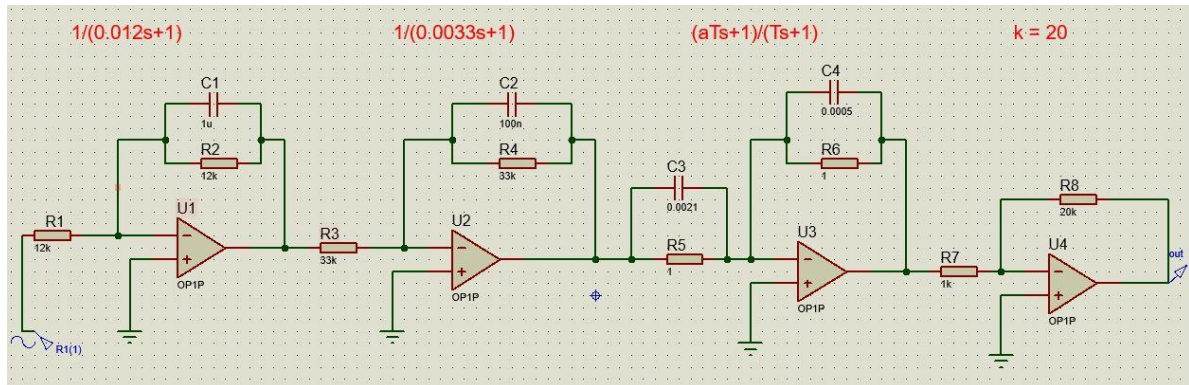 1/(0.012s+1)
1/(0.0033s+1)
(aTs+1)/(Ts+1)
k = 20
C1
1u
R2
12k
C2
100n
R4
33k
C4
0.0005
R6
1
C3
0.0021
R5
1
R8
20k
R1
12k
U1
OP1P
R3
33k
U2
OP1P
U3
OP1P
R7
1k
U4
OP1P
out
R1(1)